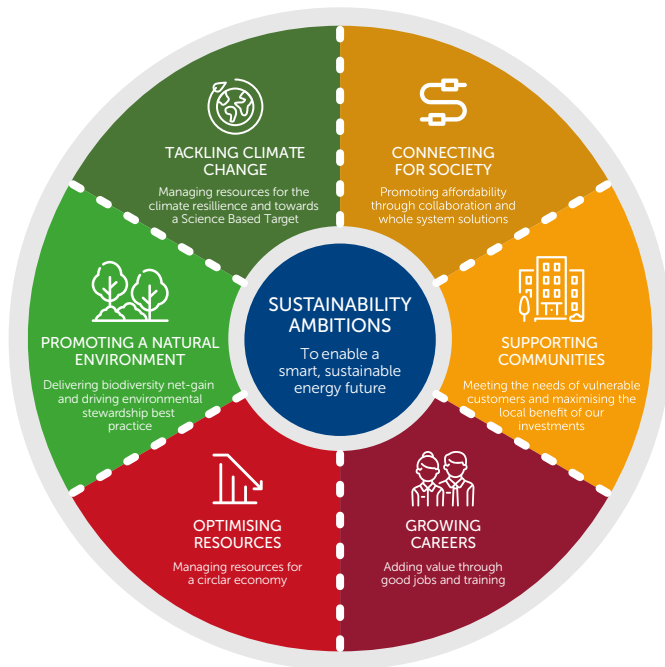 TACKLING CLIMATE
CHANGE
Managing resources for the
climate resillience and towards
a Science Based Target
CONNECTING
FOR SOCIETY
Promoting affordability
through collaboration and
whole system solutions
PROMOTING A NATURAL
ENVIRONMENT
Delivering biodiversity net-gain
and driving environmental
stewardship best
practice
SUSTAINABILITY
AMBITIONS
To enable a
smart, sustainable
energy future
SUPPORTING
COMMUNITIES
Meeting the needs of vulnerable
customers and maximising the
local benefit of our
investments
OPTIMISING
RESOURCES
Managing resources for
a circlar economy
GROWING
CAREERS
Adding value through
good jobs and training